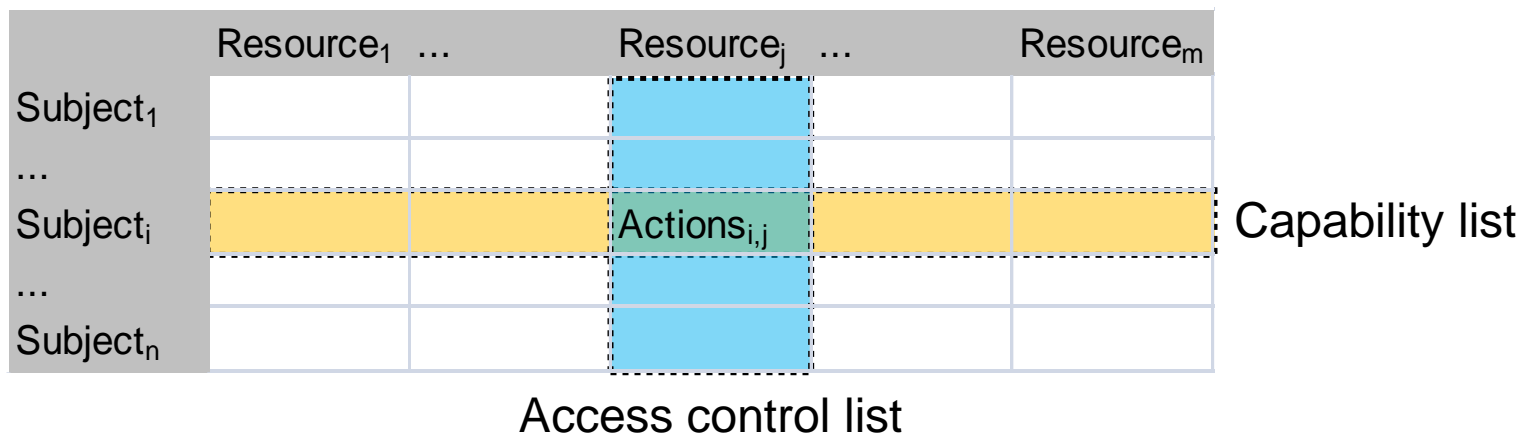 Resource₁ ... Resourceⱼ ... Resourceₘ
Subject₁
...
Subjectᵢ Actionsᵢ,ⱼ Capability list
...
Subjectₙ
Access control list